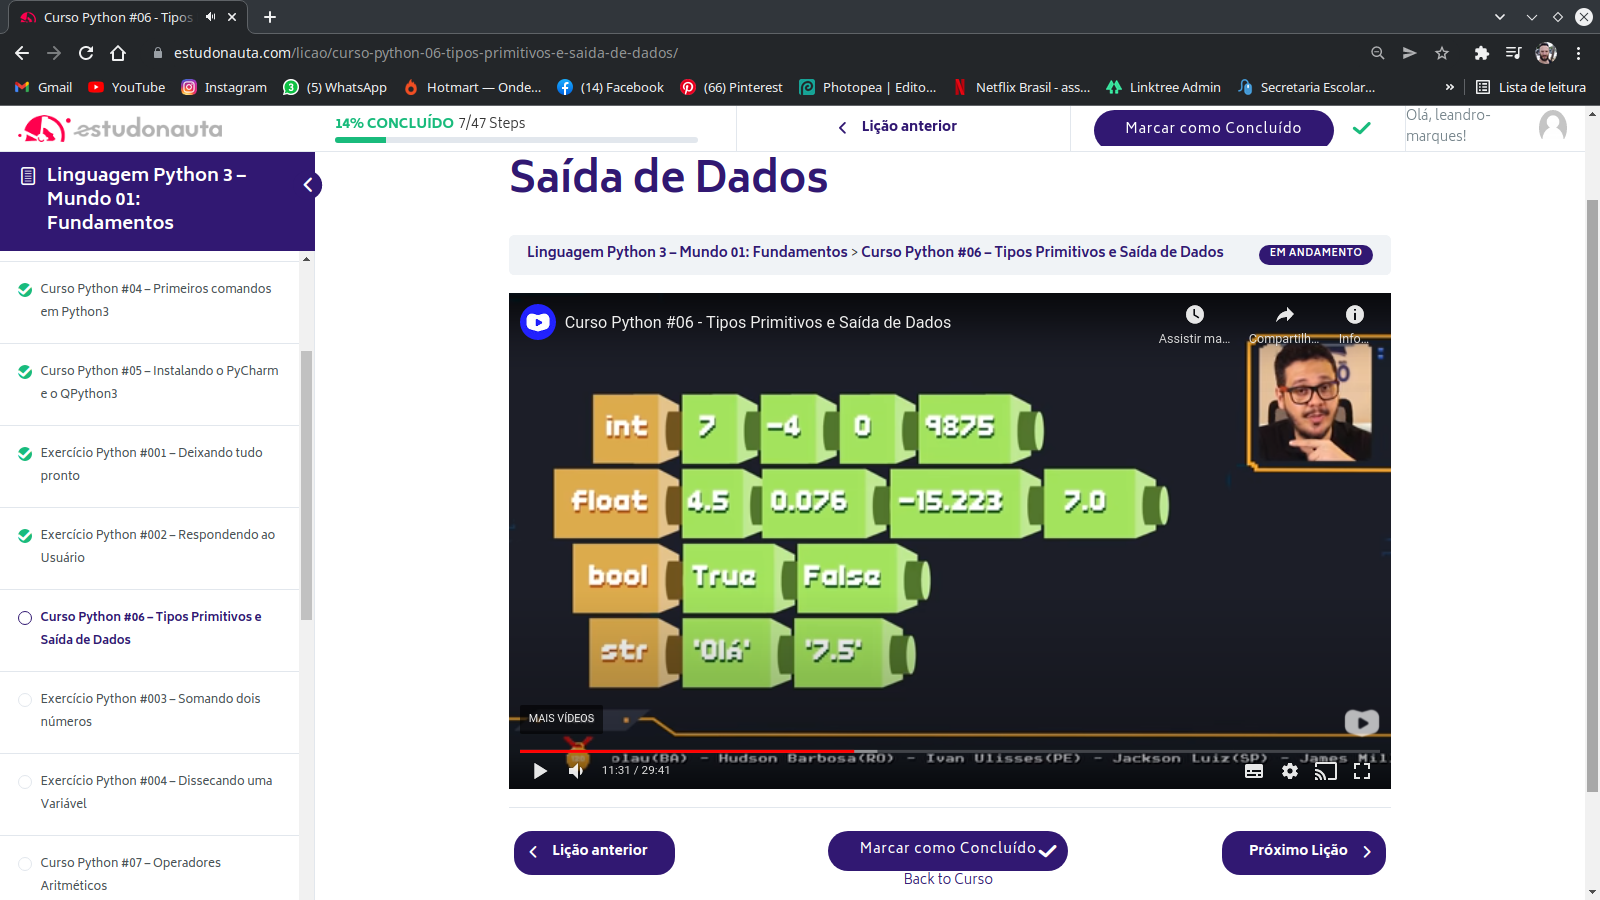 Curso Python #06 - Tipos
estudonauta.com/licao/curso-python-06-tipos-primitivos-e-saida-de-dados/
Gmail
YouTube
Instagram
(5) WhatsApp
Hotmart — Onde...
(14) Facebook
(66) Pinterest
Photopea | Edito...
Netflix Brasil - ass...
Linktree Admin
Secretaria Escolar...
»
Lista de leitura
estudonauta
14% CONCLUÍDO 7/47 Steps
Lição anterior
Marcar como Concluído
Olá, leandro-
marques!
Linguagem Python 3 –
Mundo 01:
Fundamentos
Curso Python #04 – Primeiros comandos
em Python3
Curso Python #05 – Instalando o PyCharm
e o QPython3
Exercício Python #001 – Deixando tudo
pronto
Exercício Python #002 – Respondendo ao
Usuário
Curso Python #06 – Tipos Primitivos e
Saída de Dados
Exercício Python #003 – Somando dois
números
Exercício Python #004 – Dissecando uma
Variável
Curso Python #07 – Operadores
Aritméticos
Saída de Dados
Linguagem Python 3 – Mundo 01: Fundamentos > Curso Python #06 – Tipos Primitivos e Saída de Dados
EM ANDAMENTO
Curso Python #06 - Tipos Primitivos e Saída de Dados
Assistir ma...
Compartilh...
Info...
int 7 -4 0 9875
float 4.5 0.076 -15.223 7.0
bool True False
str 'Olá' '7.5'
MAIS VÍDEOS
olau(BA) - Hudson Barbosa(RO) - Ivan Ulisses(PE) - Jackson Luiz(SP) - James Mil
11:31 / 29:41
Lição anterior
Marcar como Concluído
Próximo Lição
Back to Curso